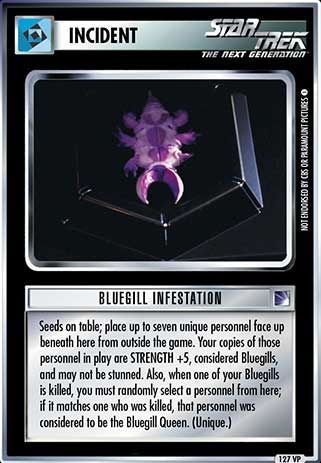 INCIDENT
STAR TREK
THE NEXT GENERATION
NOT ENDORSED BY CBS OR PARAMOUNT PICTURES
BLUEGILL INFESTATION
Seeds on table; place up to seven unique personnel face up
beneath here from outside the game. Your copies of those
personnel in play are STRENGTH +5, considered Bluegills,
and may not be stunned. Also, when one of your Bluegills
is killed, you must randomly select a personnel from here;
if it matches one who was killed, that personnel was
considered to be the Bluegill Queen. (Unique.)
127 VP